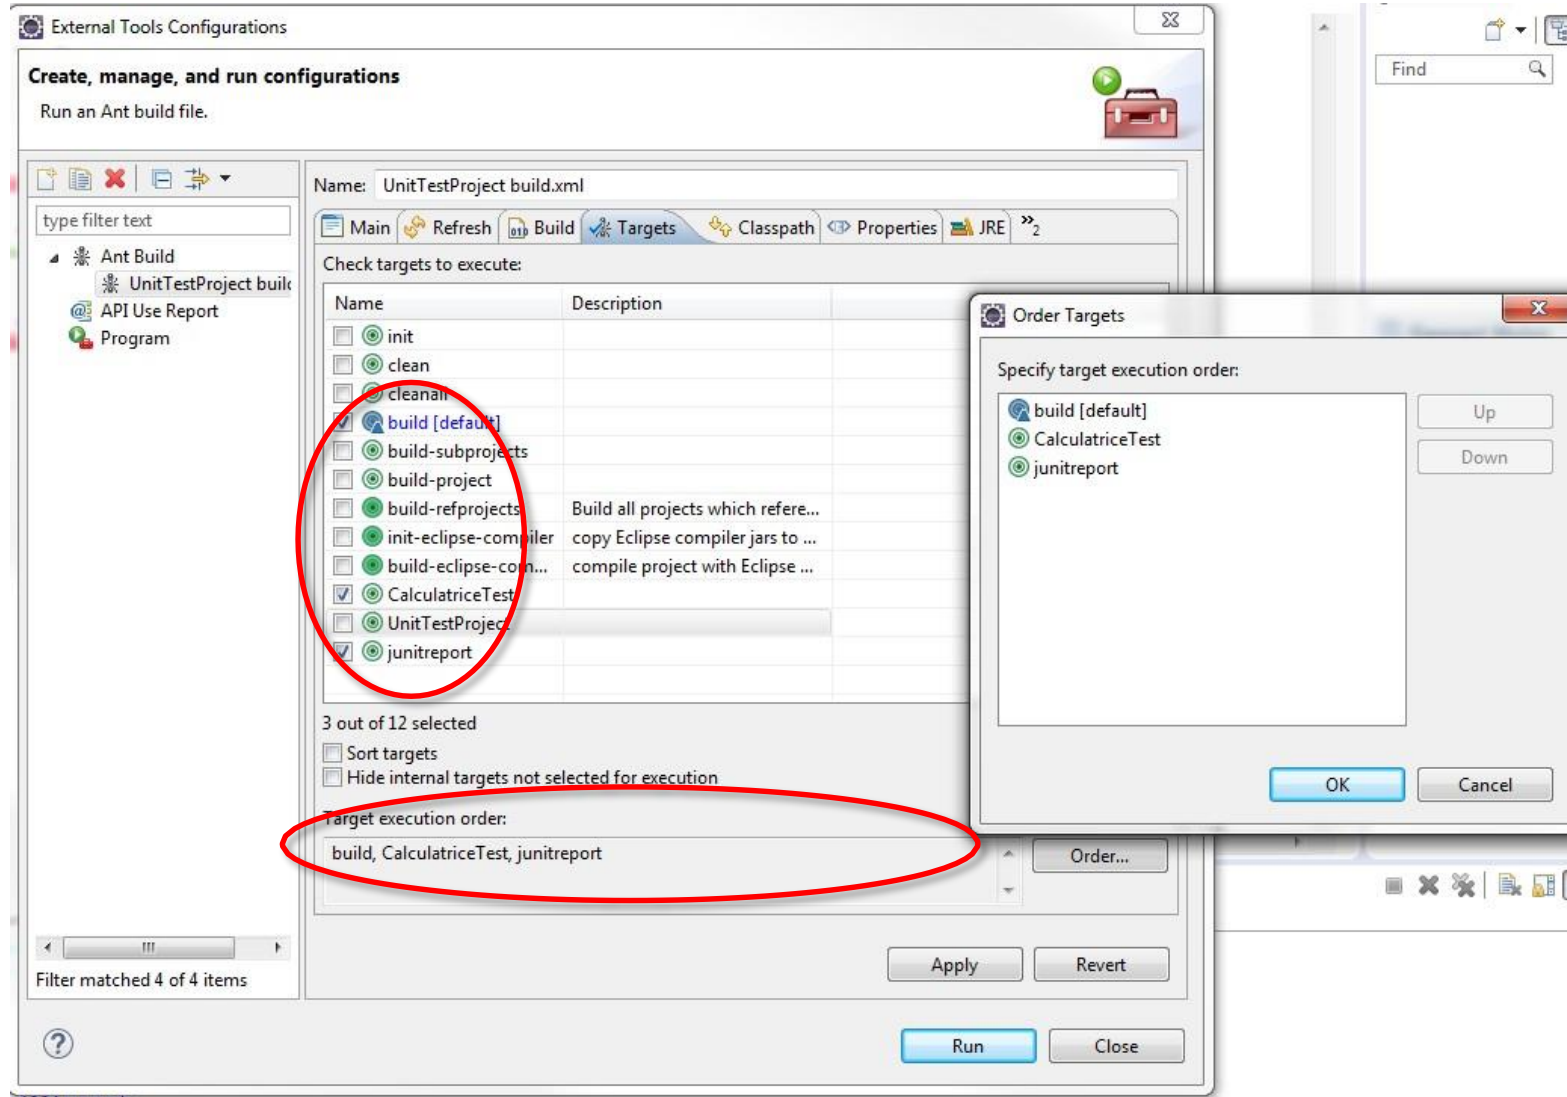 External Tools Configurations
Create, manage, and run configurations
Run an Ant build file.
type filter text
Ant Build
UnitTestProject build
API Use Report
Program
Filter matched 4 of 4 items
Name: UnitTestProject build.xml
Main Refresh Build Targets Classpath Properties JRE »2
Check targets to execute:
Name Description
init
clean
cleanall
build [default]
build-subprojects
build-project
build-refprojects Build all projects which refere...
init-eclipse-compiler copy Eclipse compiler jars to ...
build-eclipse-com... compile project with Eclipse ...
CalculatriceTest
UnitTestProject
junitreport
3 out of 12 selected
Sort targets
Hide internal targets not selected for execution
Target execution order:
build, CalculatriceTest, junitreport
Order...
Apply Revert
Run Close
Find
Order Targets
Specify target execution order:
build [default]
CalculatriceTest
junitreport
Up
Down
OK Cancel